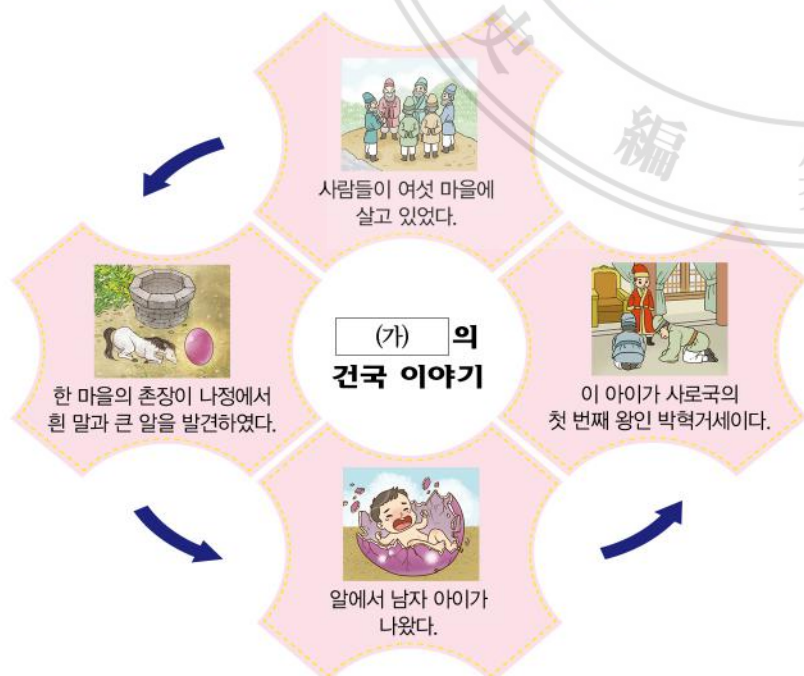 사람들이 여섯 마을에
살고 있었다.
한 마을의 촌장이 나정에서
흰 말과 큰 알을 발견하였다.
(가) 의
건국 이야기
이 아이가 사로국의
첫 번째 왕인 박혁거세이다.
알에서 남자 아이가
나왔다.
史
編